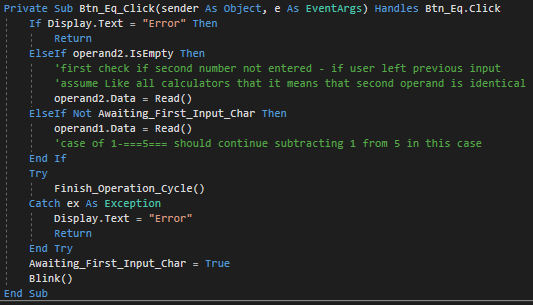 Private Sub Btn_Eq_Click(sender As Object, e As EventArgs) Handles Btn_Eq.Click
If Display.Text = "Error" Then
Return
ElseIf operand2.IsEmpty Then
'first check if second number not entered - if user left previous input
'assume Like all calculators that it means that second operand is identical
operand2.Data = Read()
ElseIf Not Awaiting_First_Input_Char Then
operand1.Data = Read()
'case of 1-===5=== should continue subtracting 1 from 5 in this case
End If
Try
Finish_Operation_Cycle()
Catch ex As Exception
Display.Text = "Error"
Return
End Try
Awaiting_First_Input_Char = True
Blink()
End Sub